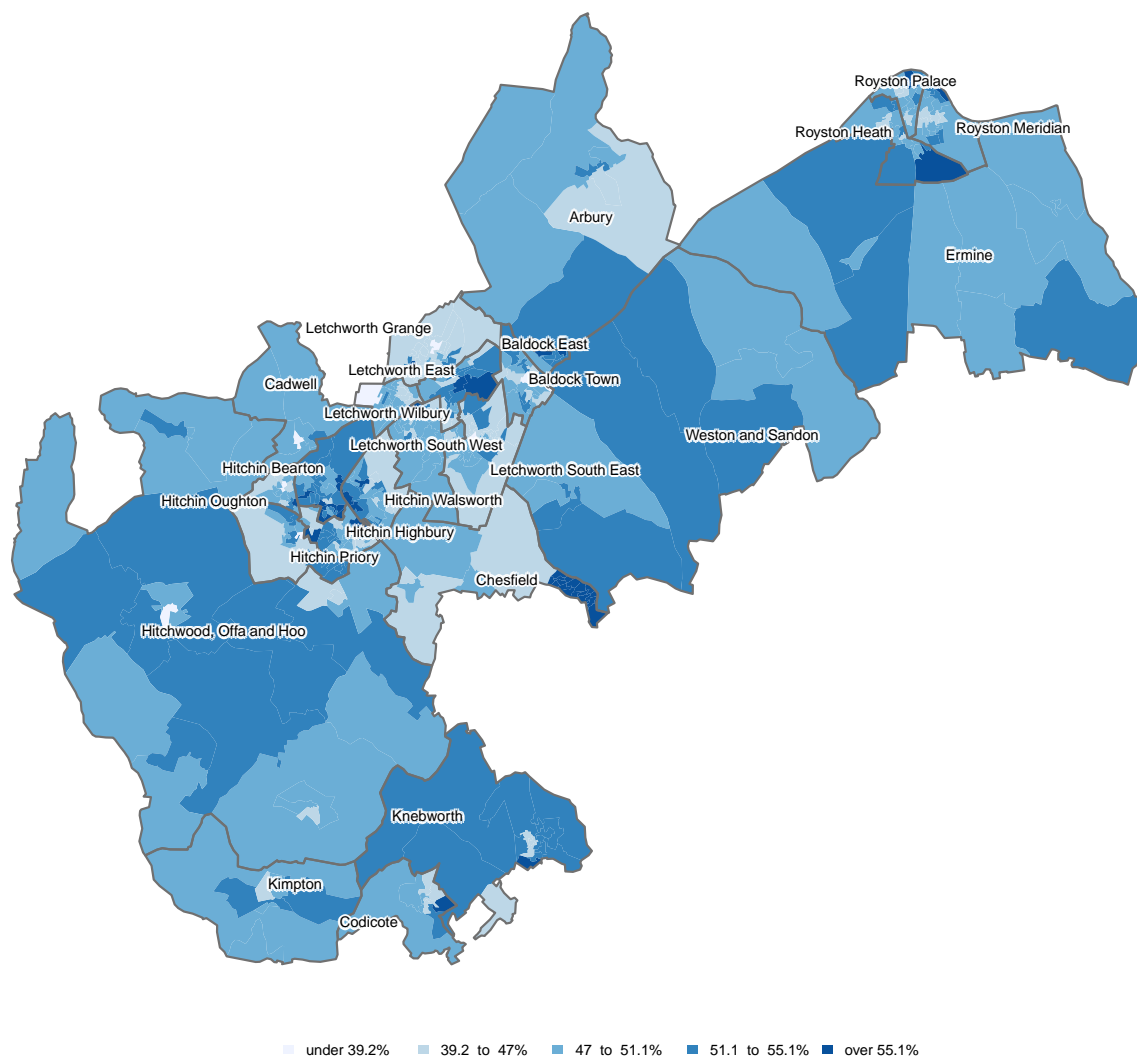 Royston Palace
Royston Heath
Royston Meridian
Arbury
Ermine
Letchworth Grange
Baldock East
Letchworth East
Cadwell
Baldock Town
Letchworth Wilbury
Weston and Sandon
Letchworth South West
Hitchin Bearton
Letchworth South East
Hitchin Oughton
Hitchin Walsworth
Hitchin Highbury
Hitchin Priory
Chesfield
Hitchwood, Offa and Hoo
Knebworth
Kimpton
Codicote
under 39.2% 39.2 to 47% 47 to 51.1% 51.1 to 55.1% over 55.1%